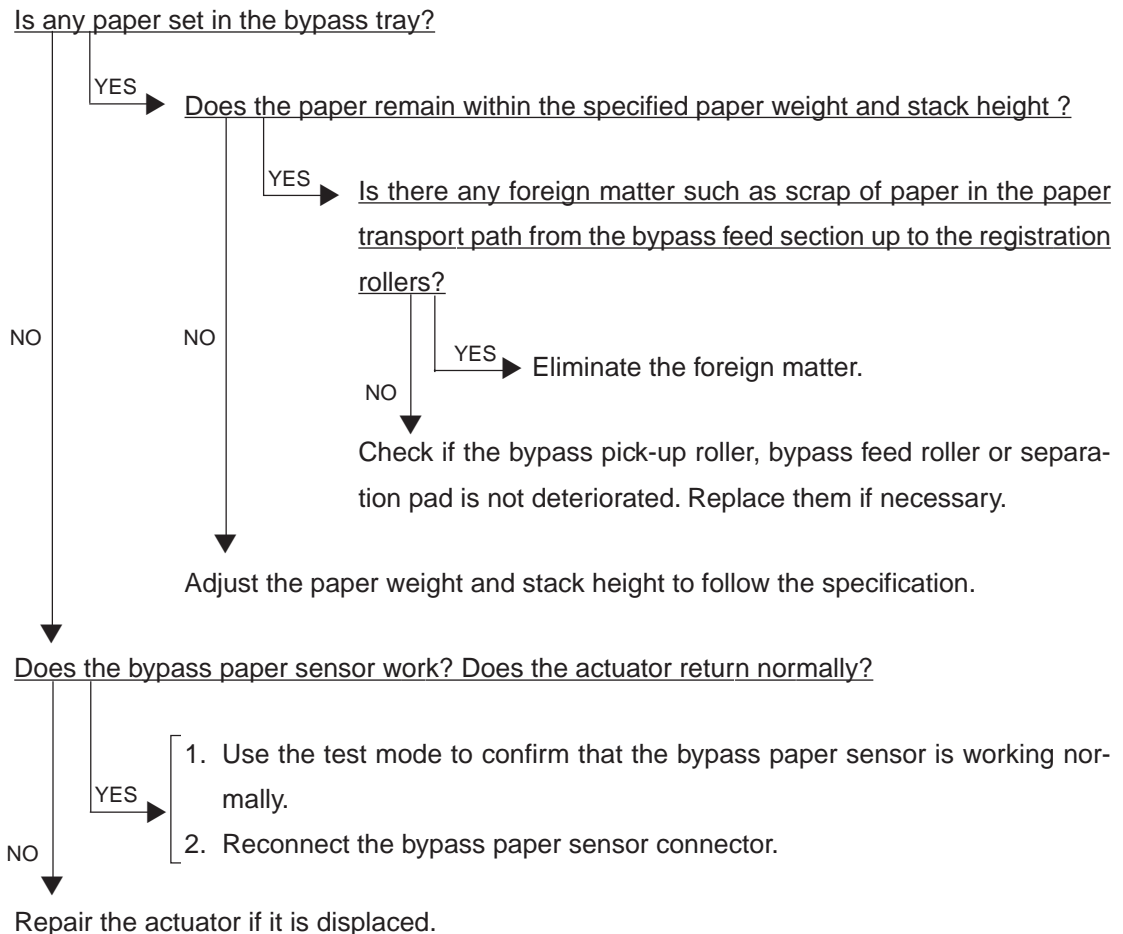 Is any paper set in the bypass tray?
YES
Does the paper remain within the specified paper weight and stack height ?
YES
Is there any foreign matter such as scrap of paper in the paper
transport path from the bypass feed section up to the registration
rollers?
NO
NO
YES
Eliminate the foreign matter.
NO
Check if the bypass pick-up roller, bypass feed roller or separa-
tion pad is not deteriorated. Replace them if necessary.
Adjust the paper weight and stack height to follow the specification.
Does the bypass paper sensor work? Does the actuator return normally?
1. Use the test mode to confirm that the bypass paper sensor is working nor-
mally.
YES
2. Reconnect the bypass paper sensor connector.
NO
Repair the actuator if it is displaced.